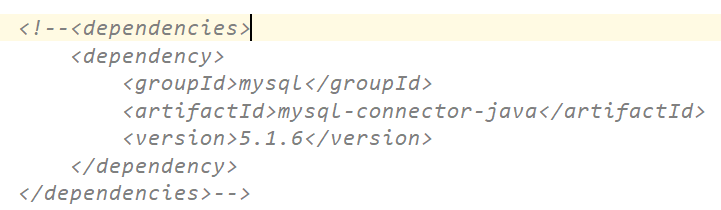 <!--<dependencies>
    <dependency>
        <groupId>mysql</groupId>
        <artifactId>mysql-connector-java</artifactId>
        <version>5.1.6</version>
    </dependency>
</dependencies>-->